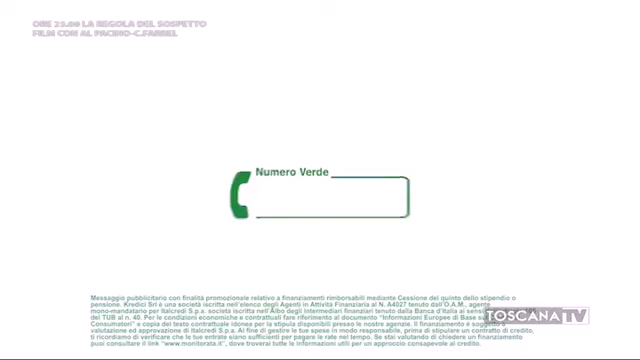 ORE 23.00 LA REGOLA DEL SOSPETTO
FILM CON AL PACINO-C.FARREL
Numero Verde
Messaggio pubblicitario con finalità promozionale relativo a finanziamenti rimborsabili mediante Cessione del quinto dello stipendio o
pensione. Kredici Srl è una società iscritta nell'elenco degli Agenti in Attività Finanziaria al N. A4027 tenuto dall'O.A.M., agente
mono-mandatario per Italcredi S.p.a. società iscritta nell'Albo degli Intermediari finanziari tenuto dalla Banca d'Italia ai sensi
del TUB al n. 40. Per le condizioni economiche e contrattuali fare riferimento al documento "Informazioni Europee di Base
Consumatori" e copia del testo contrattuale idonee per la stipula disponibili presso le nostre agenzie. Il finanziamento è soggetto a
valutazione ed approvazione di Italcredi S.p.a. Al fine di gestire le tue spese in modo responsabile, prima di stipulare un contratto di credito,
ti ricordiamo di verificare che le tue entrate siano sufficienti per pagare le rate nel tempo. Se stai valutando di chiedere un finanziamento
puoi consultare il link "www.monitorata.it", dove troverai tutte le informazioni utili per un approccio consapevole al credito.
TOSCANA TV